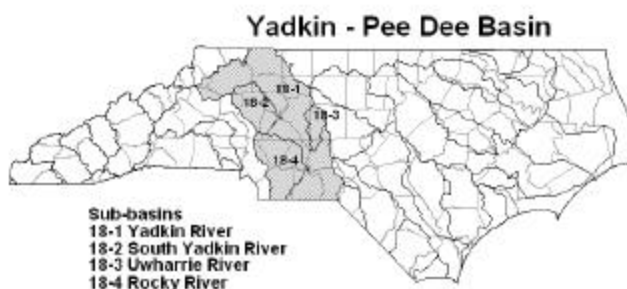 Yadkin - Pee Dee Basin
18-1
18-2
18-3
18-4
Sub-basins
18-1 Yadkin River
18-2 South Yadkin River
18-3 Uwharrie River
18-4 Rocky River